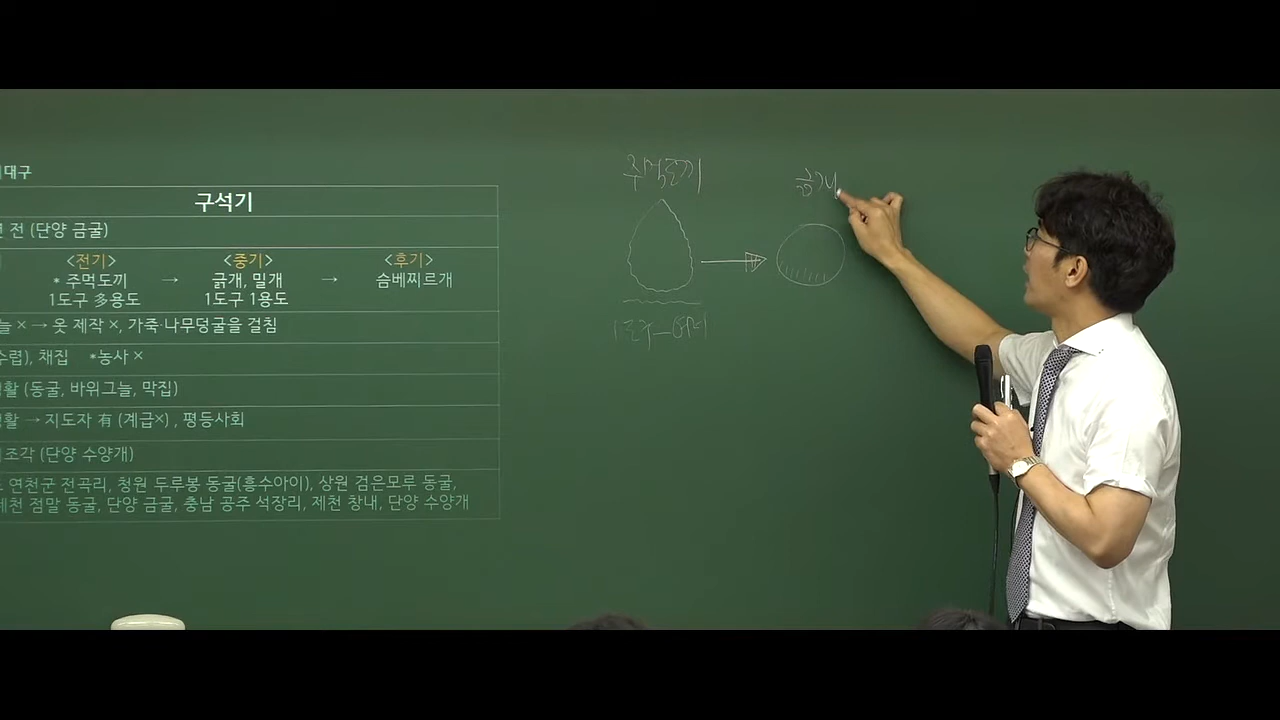 대구
구석기
전 (단양 금굴)
<전기> <중기> <후기>
* 주먹도끼 → 긁개, 밀개 → 슴베찌르개
1도구 多용도 1도구 1용도
늘 × → 옷 제작 ×, 가죽·나무덩굴을 걸침
수렵), 채집 *농사 ×
활 (동굴, 바위그늘, 막집)
활 → 지도자 有 (계급×) , 평등사회
조각 (단양 수양개)
연천군 전곡리, 청원 두루봉 동굴(흥수아이), 상원 검은모루 동굴,
제천 점말 동굴, 단양 금굴, 충남 공주 석장리, 제천 창내, 단양 수양개
주먹도끼
긁개